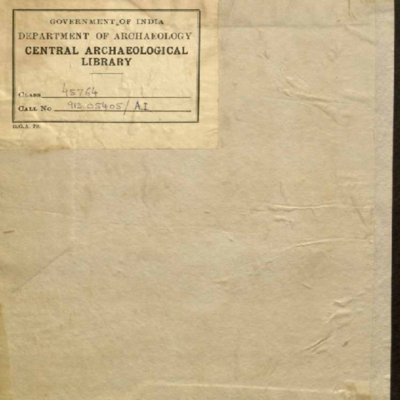 GOVERNMENT OF INDIA
DEPARTMENT OF ARCHAEOLOGY
CENTRAL ARCHAEOLOGICAL
LIBRARY
CLASS 45764
CALL No 913.05405/A.I.